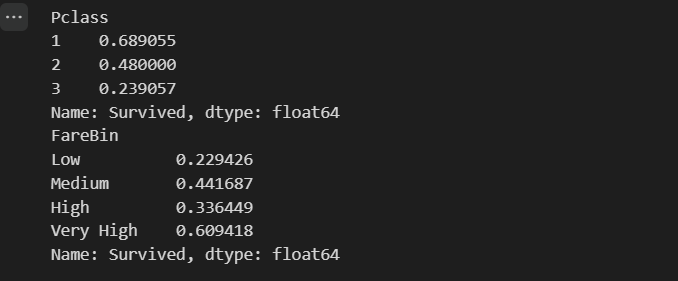 Pclass
1    0.689055
2    0.480000
3    0.239057
Name: Survived, dtype: float64
FareBin
Low          0.229426
Medium       0.441687
High         0.336449
Very High    0.609418
Name: Survived, dtype: float64